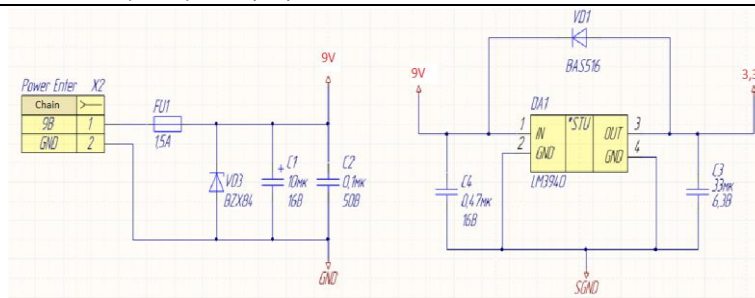 Power Enter X2
Chain
9В 1
GND 2
FU1
1,5A
VD3
BZX84
+ C1
10мк
16В
9V
C2
0,1мк
50В
GND
9V
C4
0,47мк
16В
VD1
BAS516
DA1
1 IN *STU OUT 3
2 GND GND 4
LM3940
3,3
C3
33мк
6,3В
SGND